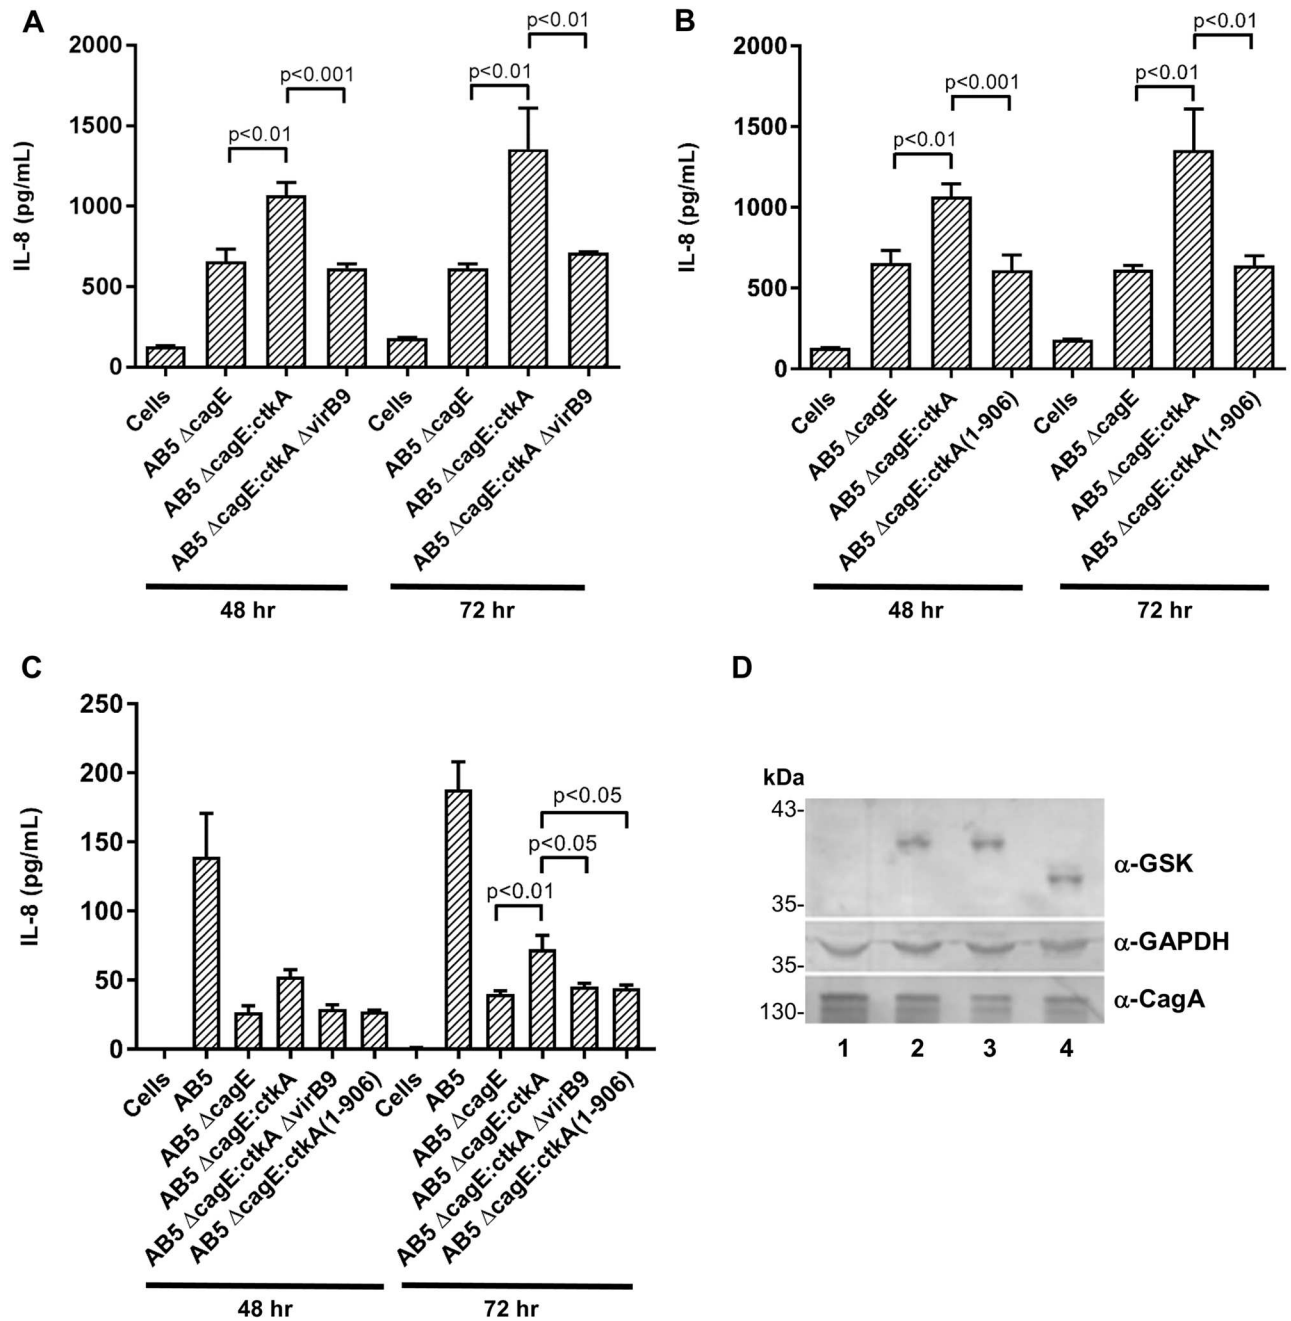 A
IL-8 (pg/mL)
2000
1500
1000
500
0
p<0.01
p<0.001
p<0.01
p<0.01
Cells
AB5 ΔcagE
AB5 ΔcagE:ctkA
AB5 ΔcagE:ctkA ΔvirB9
Cells
AB5 ΔcagE
AB5 ΔcagE:ctkA
AB5 ΔcagE:ctkA ΔvirB9
48 hr
72 hr
B
IL-8 (pg/mL)
2000
1500
1000
500
0
p<0.01
p<0.001
p<0.01
p<0.01
Cells
AB5 ΔcagE
AB5 ΔcagE:ctkA
AB5 ΔcagE:ctkA(1-906)
Cells
AB5 ΔcagE
AB5 ΔcagE:ctkA
AB5 ΔcagE:ctkA(1-906)
48 hr
72 hr
C
IL-8 (pg/mL)
250
200
150
100
50
0
p<0.01
p<0.05
p<0.05
Cells
AB5
AB5 ΔcagE
AB5 ΔcagE:ctkA
AB5 ΔcagE:ctkA ΔvirB9
AB5 ΔcagE:ctkA(1-906)
Cells
AB5
AB5 ΔcagE
AB5 ΔcagE:ctkA
AB5 ΔcagE:ctkA ΔvirB9
AB5 ΔcagE:ctkA(1-906)
48 hr
72 hr
D
kDa
43-
α-GSK
35-
α-GAPDH
35-
α-CagA
130-
1 2 3 4